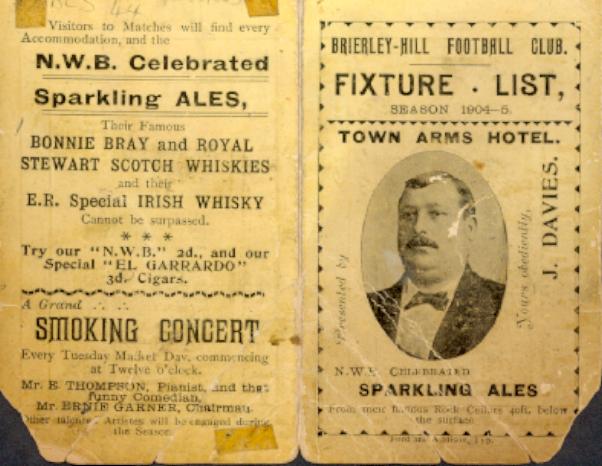 Visitors to Matches will find every
Accommodation, and the
N.W.B. Celebrated
Sparkling ALES,
Their Famous
BONNIE BRAY and ROYAL
STEWART SCOTCH WHISKIES
and their
E.R. Special IRISH WHISKY
Cannot be surpassed.
* * *
Try our "N.W.B." 2d., and our
Special "EL GARRARDO"
3d. Cigars.
A Grand
SMOKING CONCERT
Every Tuesday Market Day, commencing
at Twelve o'clock.
Mr. E. THOMPSON, Pianist, and that
funny Comedian,
Mr. ERNIE GARNER, Chairman.
Other talented Artistes will be engaged during
the Season.
BRIERLEY-HILL FOOTBALL CLUB.
FIXTURE . LIST,
SEASON 1904-5.
TOWN ARMS HOTEL.
Presented by
Yours obediently,
J. DAVIES.
N.W.B. CELEBRATED
SPARKLING ALES
From their famous Rock Cellars 40ft. below
the surface